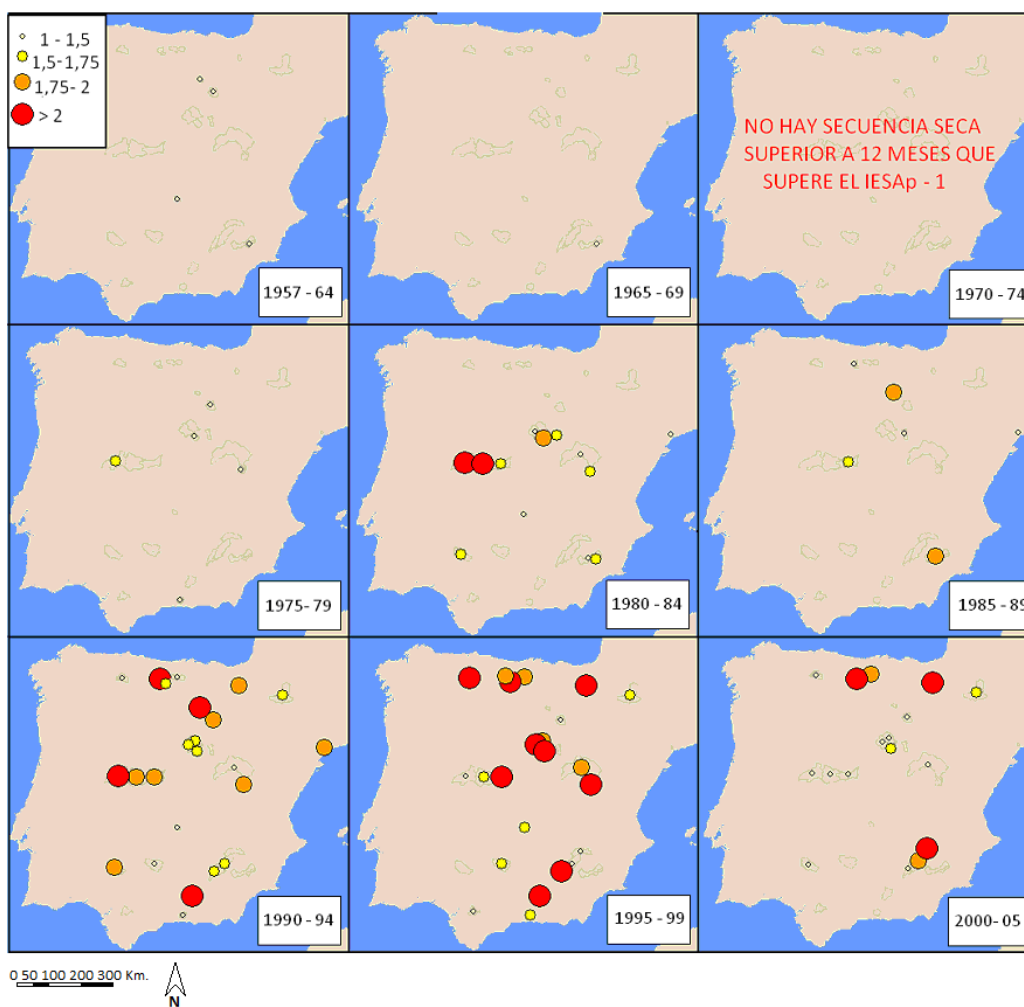 1 - 1,5
1,5-1,75
1,75- 2
> 2
NO HAY SECUENCIA SECA
SUPERIOR A 12 MESES QUE
SUPERE EL IESAp - 1
1957 - 64
1965 - 69
1970 - 74
1975- 79
1980 - 84
1985 - 89
1990 - 94
1995 - 99
2000- 05
0 50 100 200 300 Km.
N